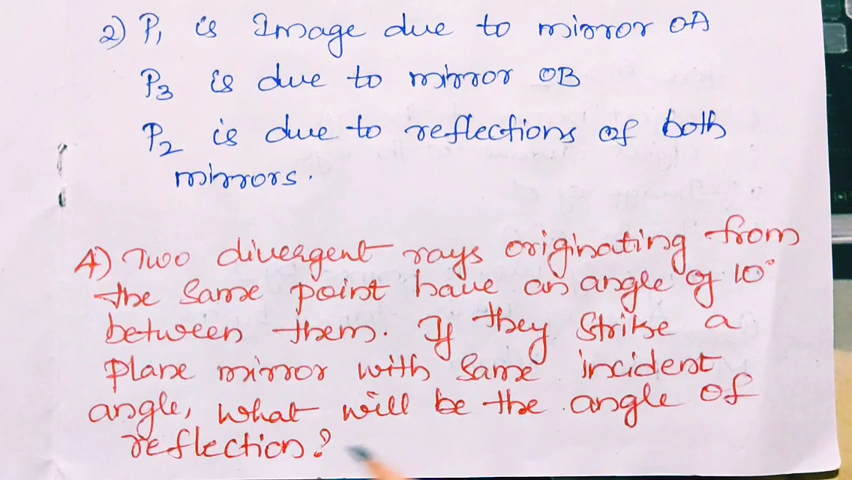 2) P₁ is Image due to mirror OA
P₃ is due to mirror OB
P₂ is due to reflections of both
mirrors.
4) Two divergent rays originating from
the same point have an angle of 10°
between them. If they strike a
plane mirror with same incident
angle, what will be the angle of
reflection?